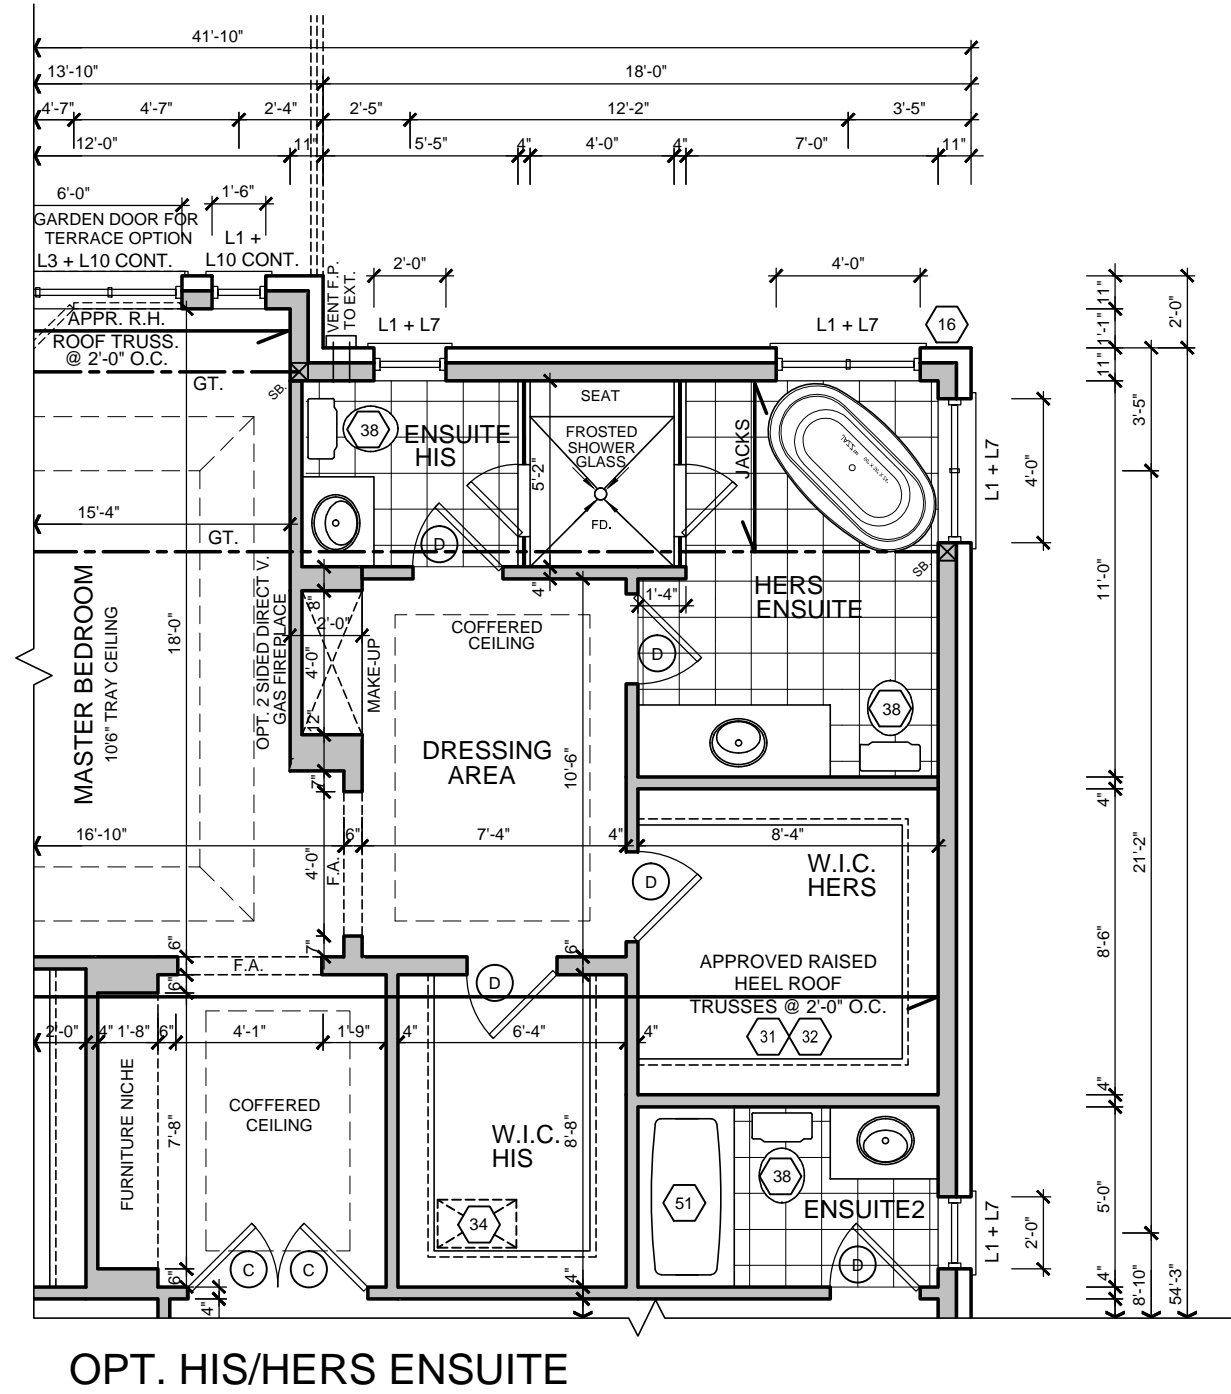 41'-10"
13'-10"
18'-0"
4'-7"
4'-7"
2'-4"
2'-5"
12'-2"
3'-5"
12'-0"
11"
5'-5"
4"
4'-0"
4"
7'-0"
11"
6'-0"
1'-6"
GARDEN DOOR FOR
TERRACE OPTION
L3 + L10 CONT.
L1 +
L10 CONT.
VENT F.P.
TO EXT.
2'-0"
L1 + L7
4'-0"
L1 + L7
16
11"
1'-1"
11"
2'-0"
APPR. R.H.
ROOF TRUSS.
@ 2'-0" O.C.
GT.
SB.
38
ENSUITE
HIS
SEAT
FROSTED
SHOWER
GLASS
5'-2"
FD.
JACKS
L1 + L7
4'-0"
3'-5"
15'-4"
GT.
D
SB.
MASTER BEDROOM
10'6" TRAY CEILING
18'-0"
OPT. 2 SIDED DIRECT V.
GAS FIREPLACE
8"
2'-0"
4'-0"
12"
7"
MAKE-UP
4"
COFFERED
CEILING
1'-4"
HERS
ENSUITE
D
11'-0"
38
DRESSING
AREA
10'-6"
4"
21'-2"
16'-10"
6"
7'-4"
4"
8'-4"
4'-0"
F.A.
D
W.I.C.
HERS
8'-6"
6"
7"
F.A.
6"
6"
D
APPROVED RAISED
HEEL ROOF
TRUSSES @ 2'-0" O.C.
31
32
2'-0"
4"
1'-8"
6"
4'-1"
1'-9"
4"
6'-4"
4"
FURNITURE NICHE
7'-8"
COFFERED
CEILING
W.I.C.
HIS
8'-8"
4"
38
51
ENSUITE2
34
L1 + L7
2'-0"
5'-0"
C
C
D
6"
4"
4"
4"
8'-10"
54'-3"
OPT. HIS/HERS ENSUITE